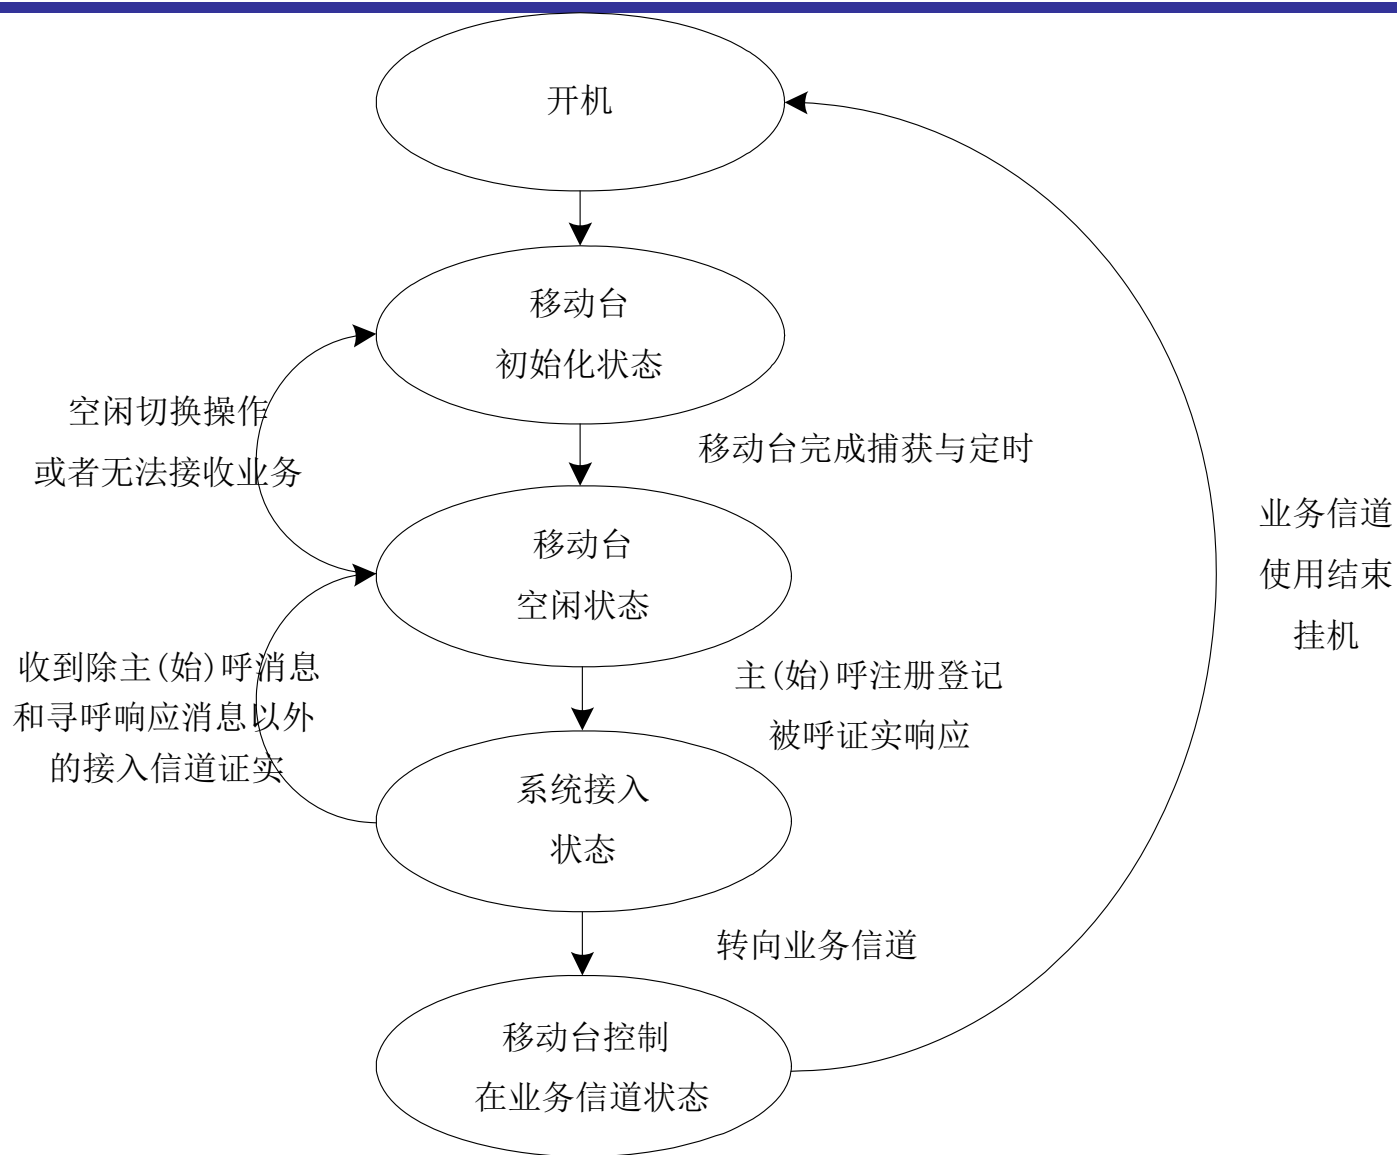 开机
移动台
初始化状态
空闲切换操作
或者无法接收业务
移动台完成捕获与定时
业务信道
使用结束
挂机
移动台
空闲状态
收到除主(始)呼消息
和寻呼响应消息以外
的接入信道证实
主(始)呼注册登记
被呼证实响应
系统接入
状态
转向业务信道
移动台控制
在业务信道状态